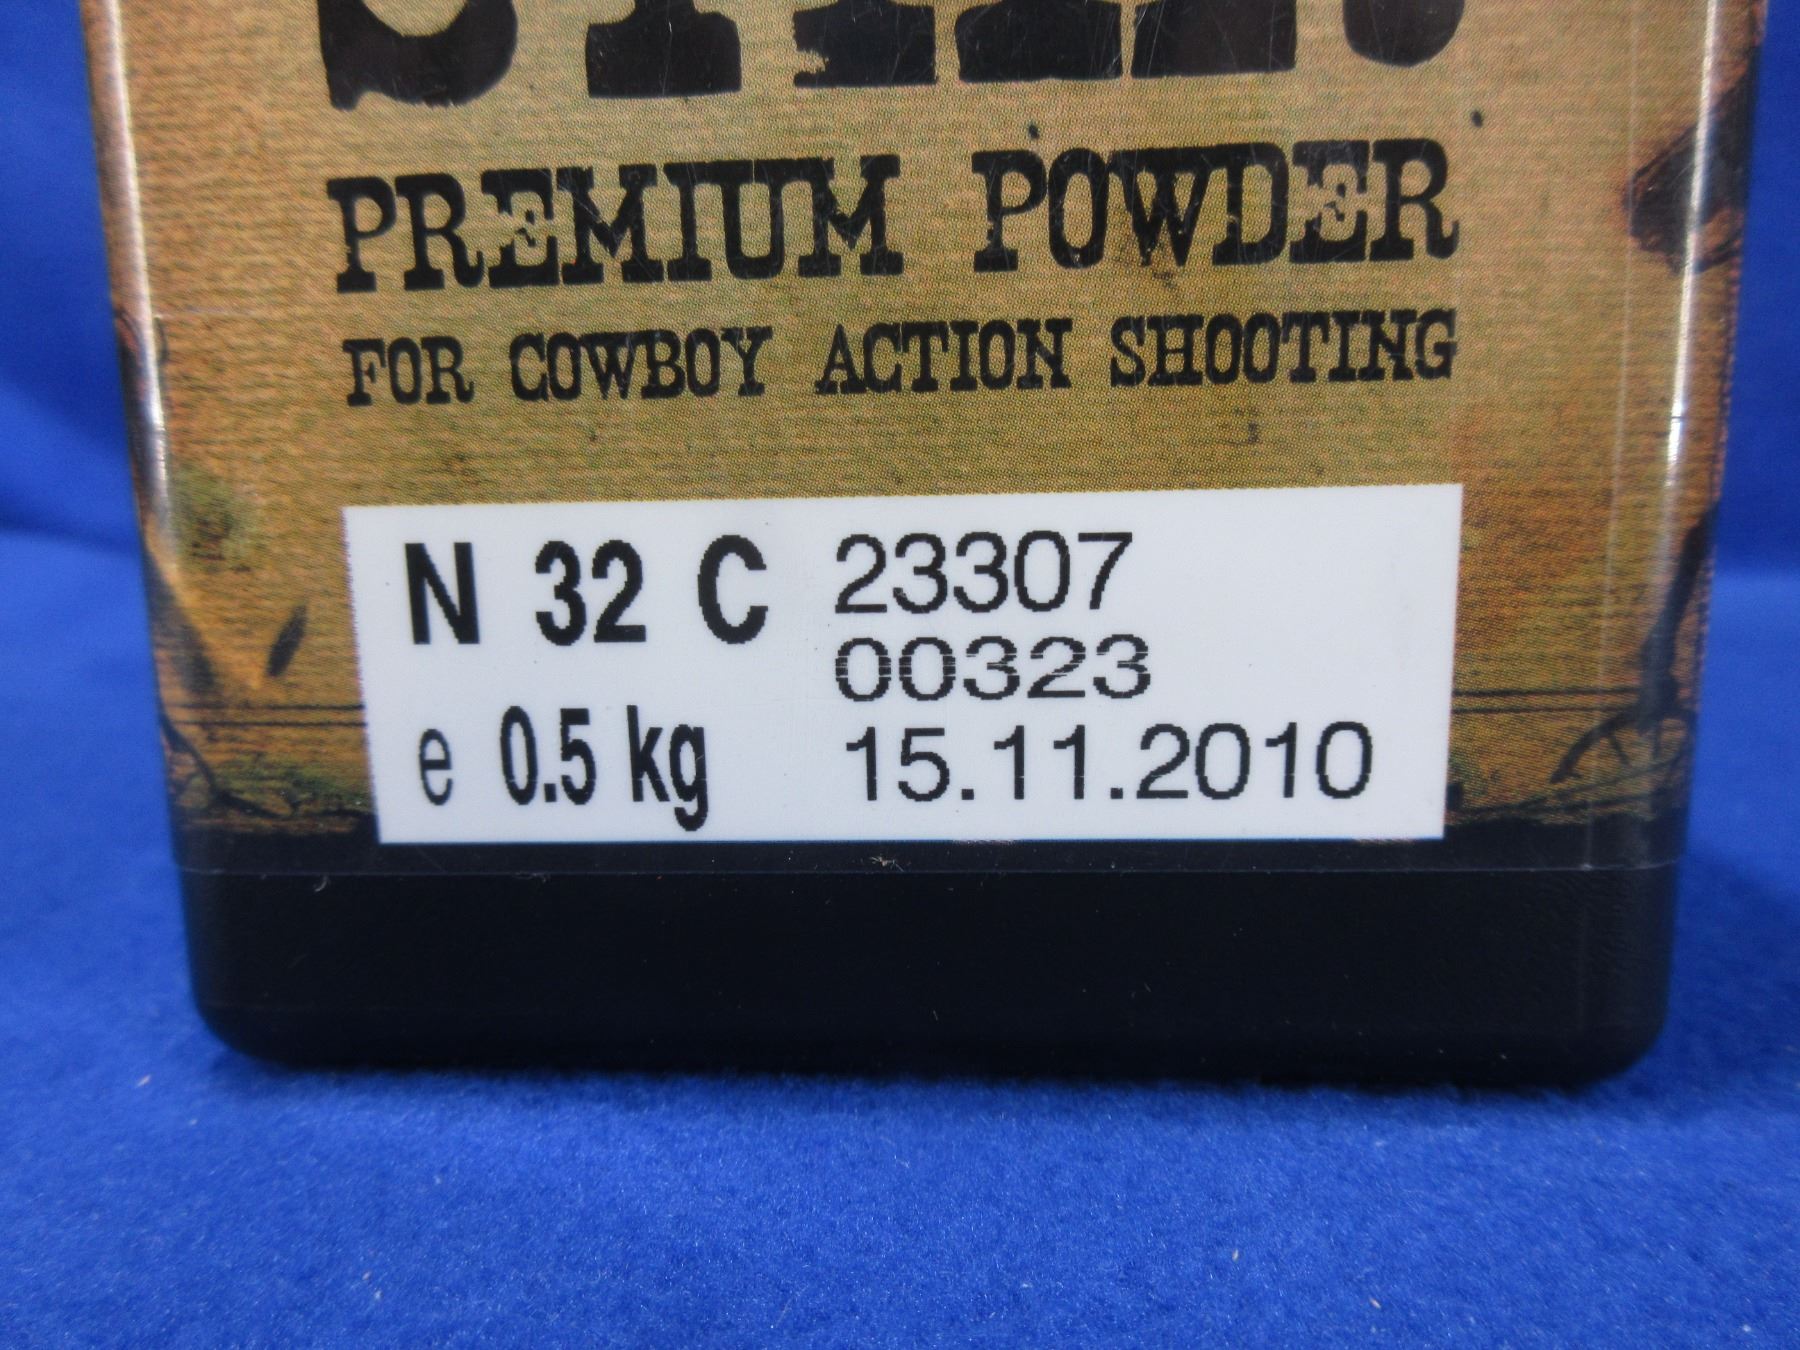 PREMIUM POWDER
FOR COWBOY ACTION SHOOTING
N 32 C 23307
00323
e 0.5 kg 15.11.2010